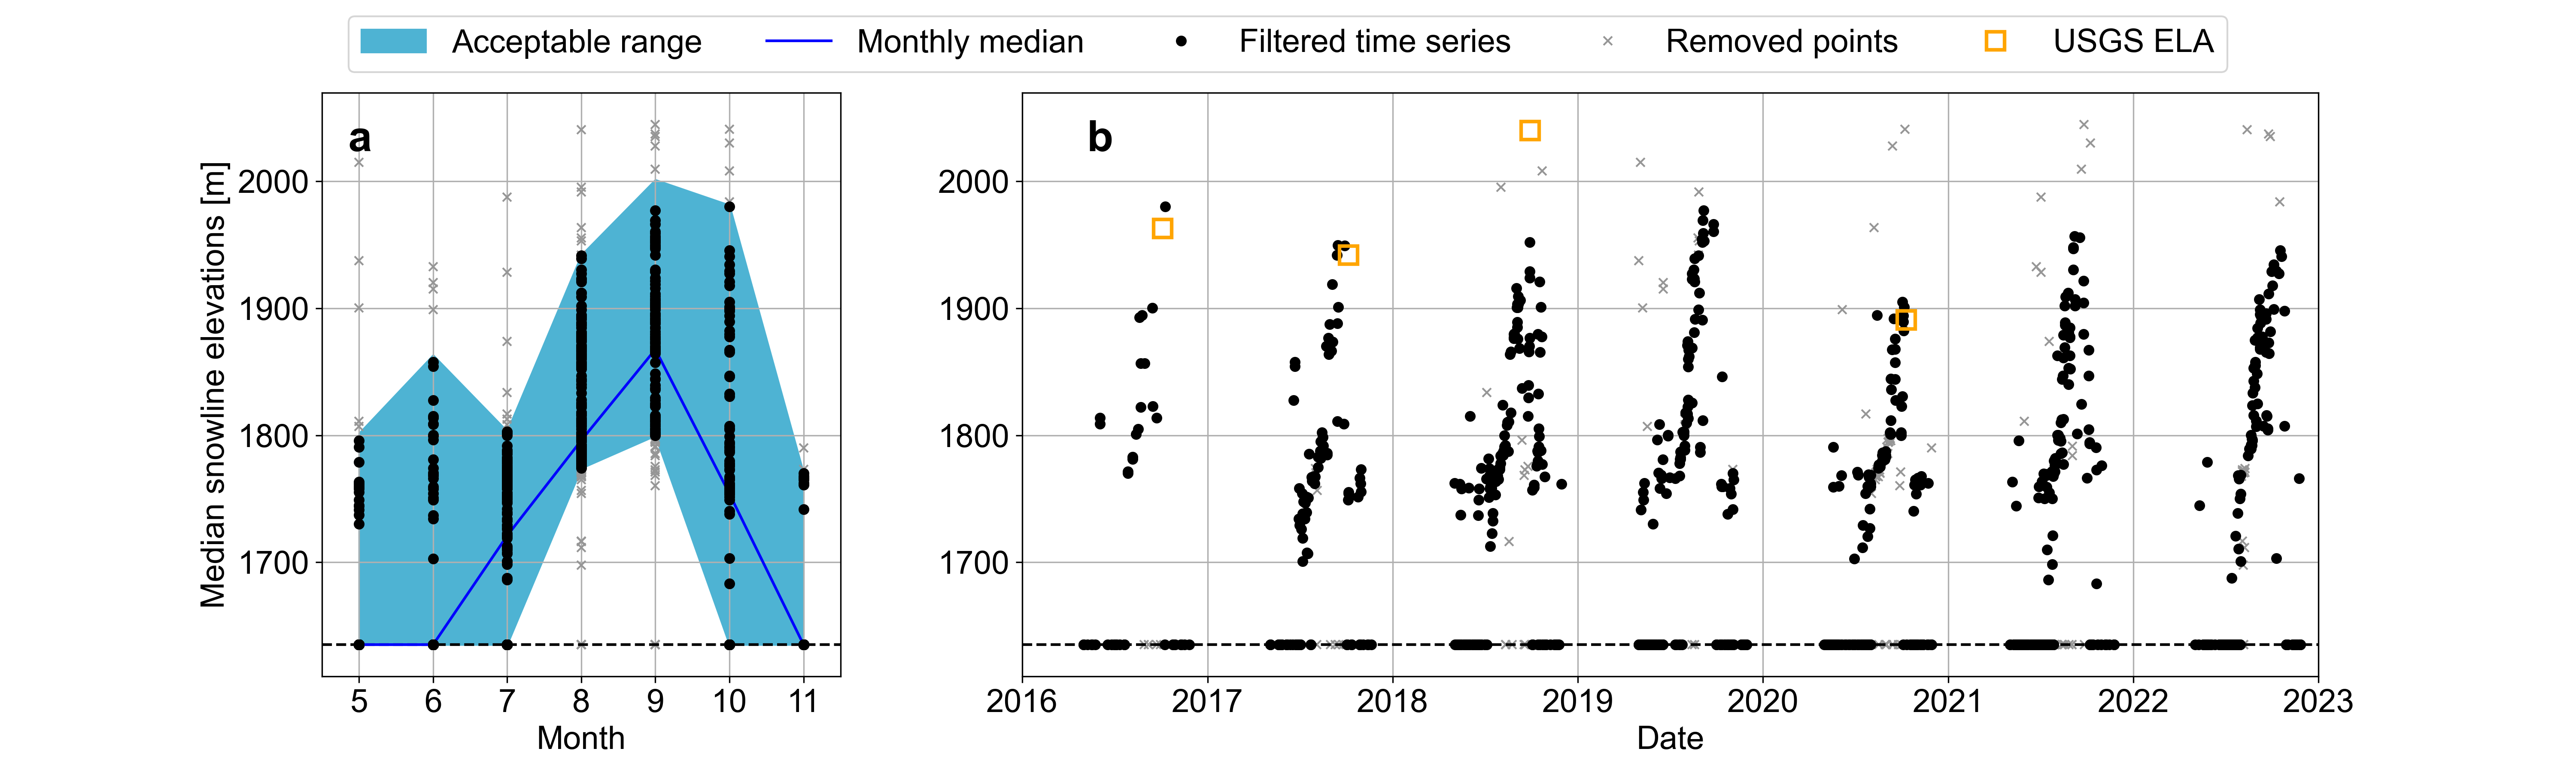 Acceptable range Monthly median Filtered time series Removed points USGS ELA
a
Median snowline elevations [m]
2000
1900
1800
1700
5 6 7 8 9 10 11
Month
b
2000
1900
1800
1700
2016 2017 2018 2019 2020 2021 2022 2023
Date